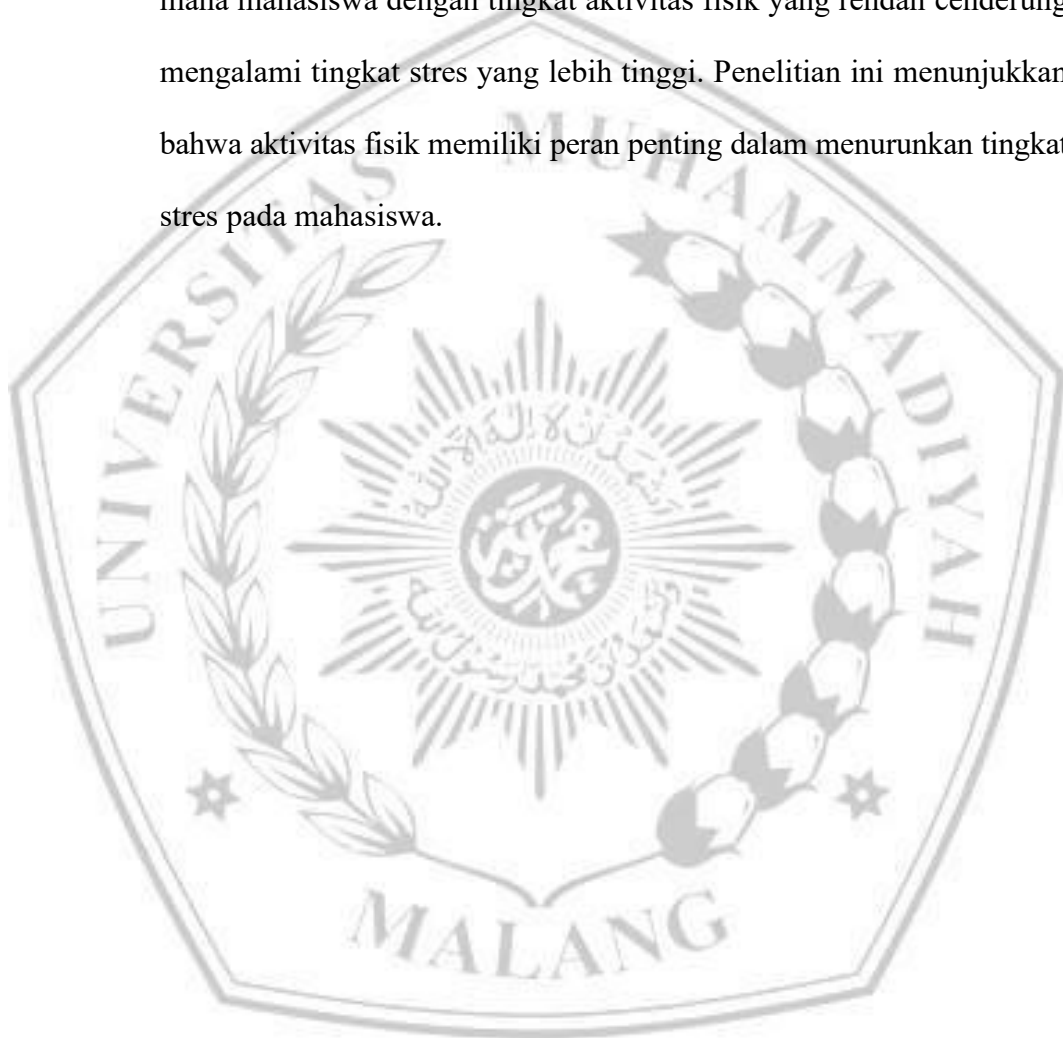 mana mahasiswa dengan tingkat aktivitas fisik yang rendah cenderung
mengalami tingkat stres yang lebih tinggi. Penelitian ini menunjukkan
bahwa aktivitas fisik memiliki peran penting dalam menurunkan tingkat
stres pada mahasiswa.
UNIVERSITAS MUHAMMADIYAH
MALANG